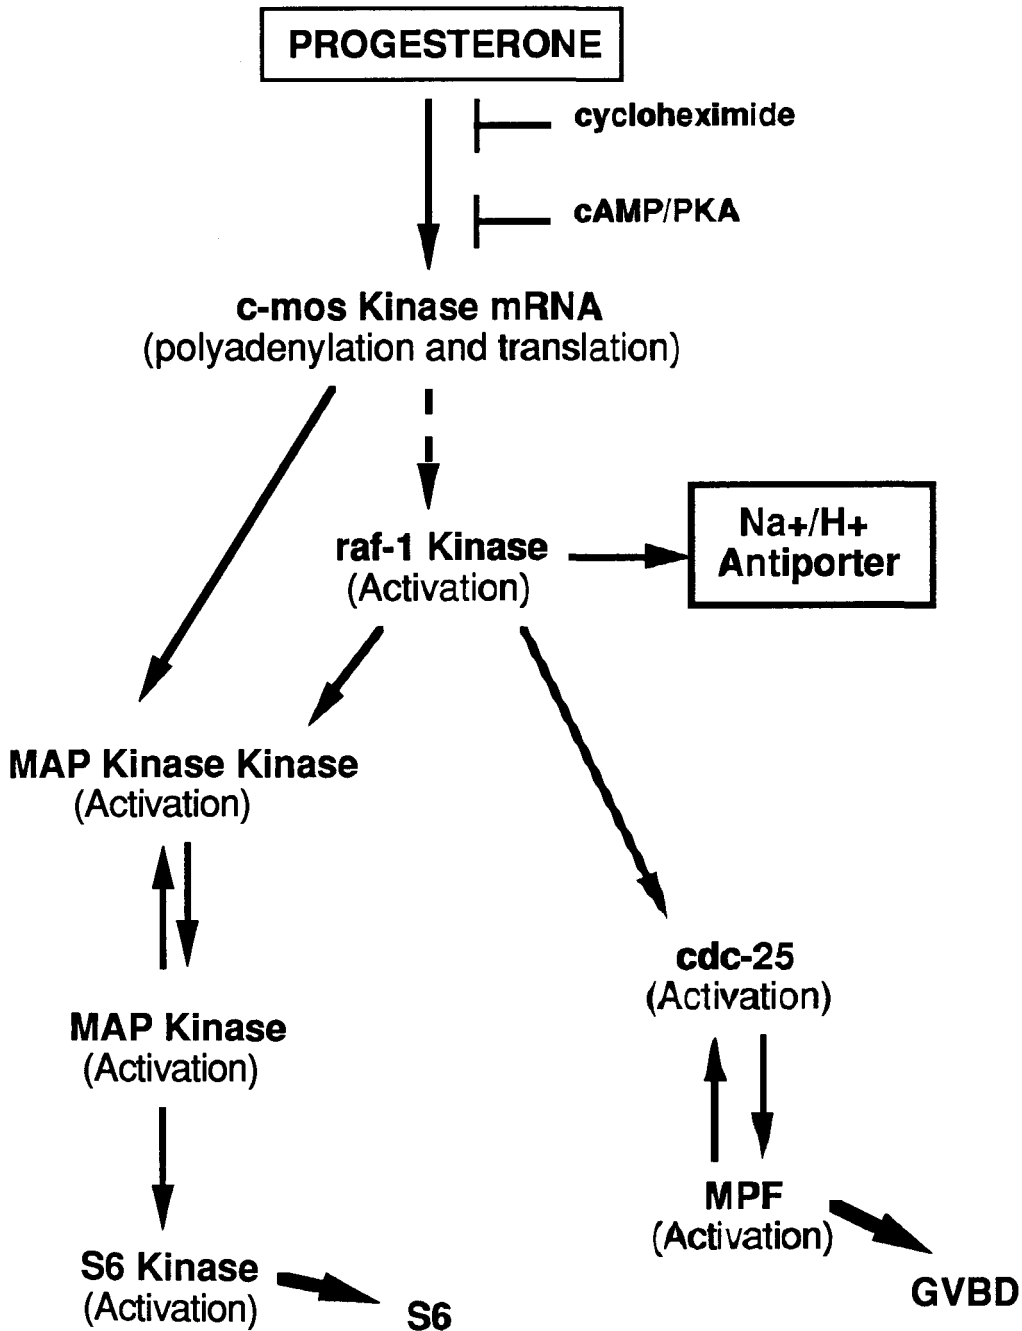 PROGESTERONE
cycloheximide
cAMP/PKA
c-mos Kinase mRNA
(polyadenylation and translation)
raf-1 Kinase
(Activation)
Na+/H+
Antiporter
MAP Kinase Kinase
(Activation)
cdc-25
(Activation)
MAP Kinase
(Activation)
MPF
(Activation)
S6 Kinase
(Activation)
S6
GVBD